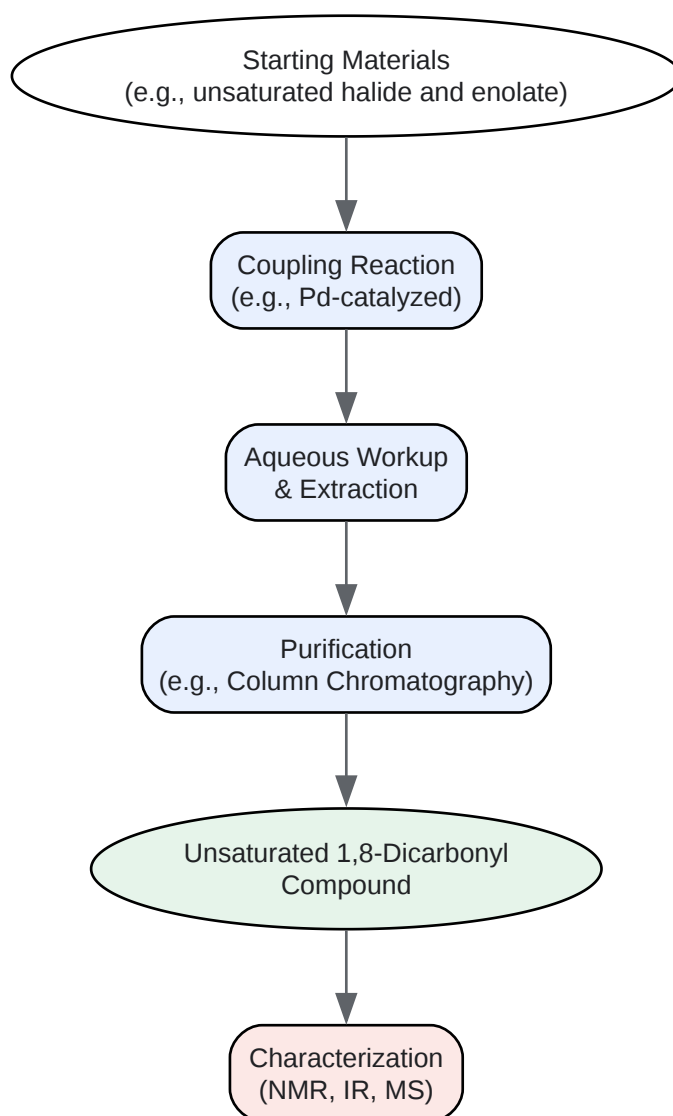 Starting Materials
(e.g., unsaturated halide and enolate)
Coupling Reaction
(e.g., Pd-catalyzed)
Aqueous Workup
& Extraction
Purification
(e.g., Column Chromatography)
Unsaturated 1,8-Dicarbonyl
Compound
Characterization
(NMR, IR, MS)